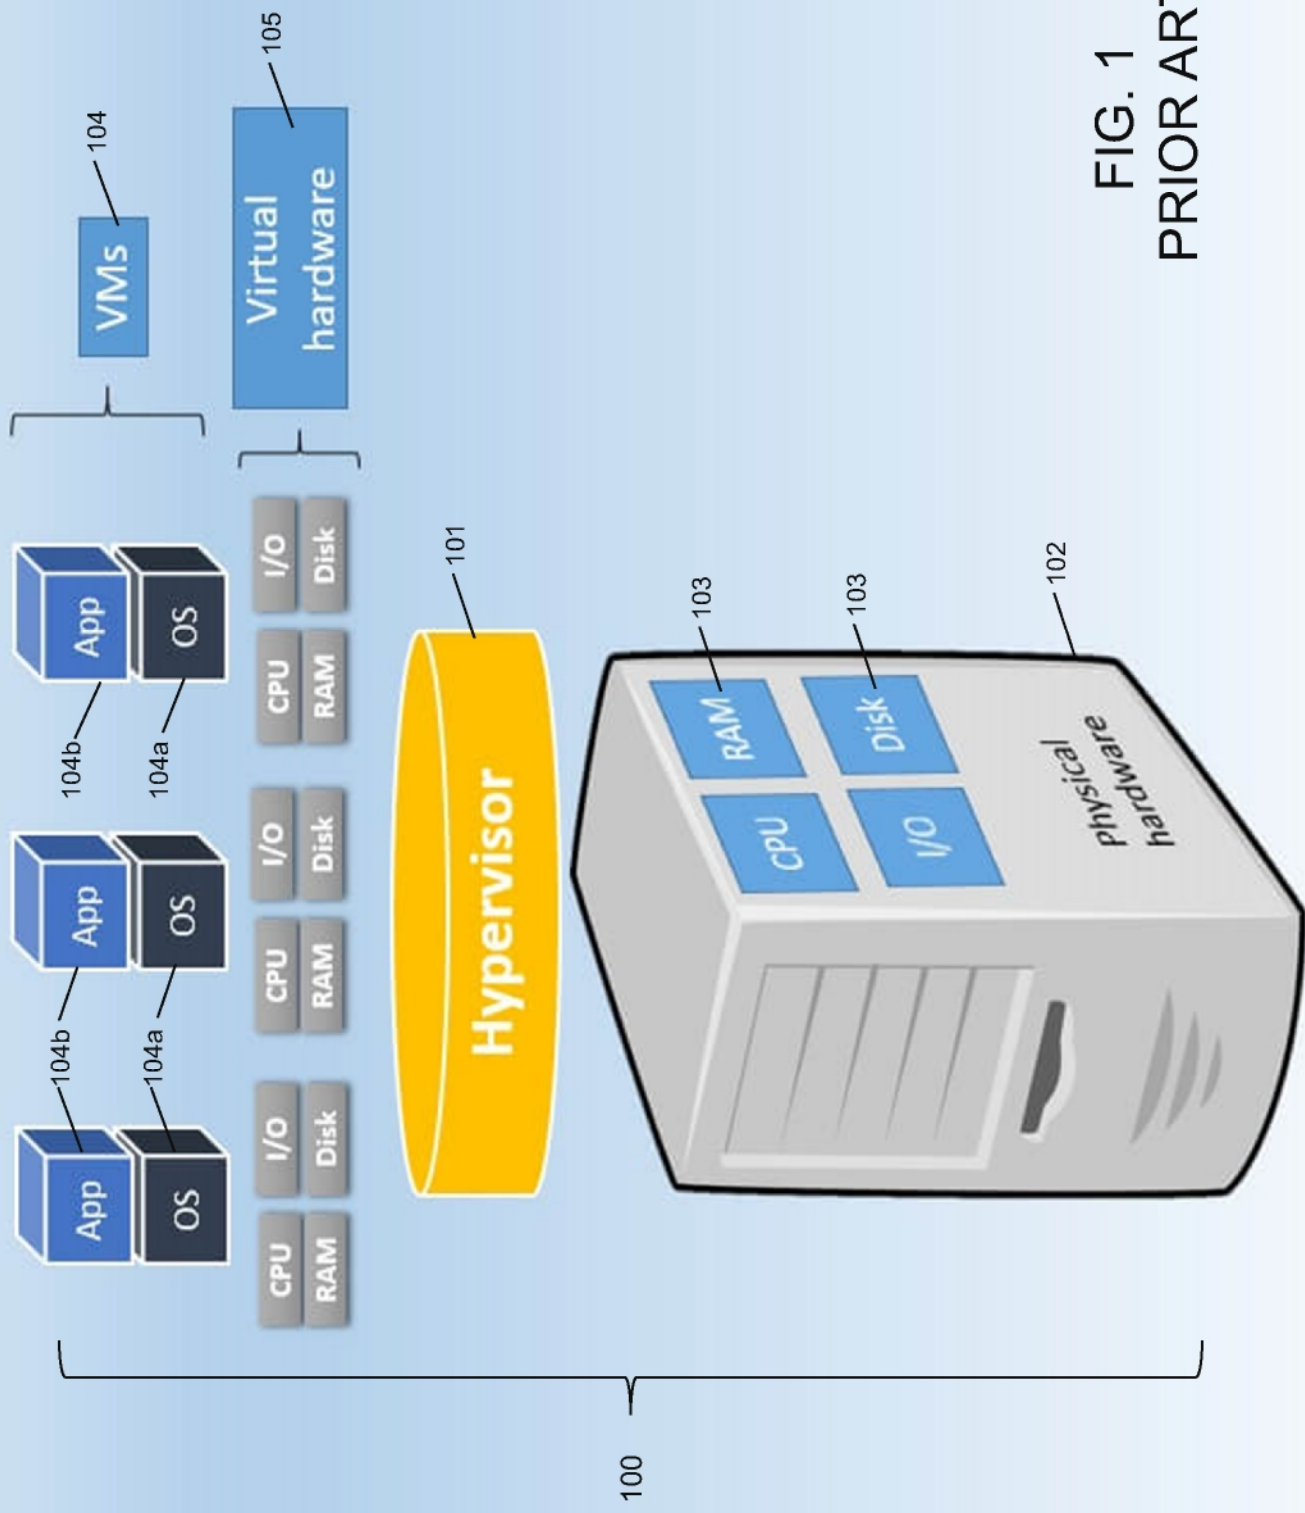 104b
104b
App
App
App
VMs
104
104a
104a
OS
OS
OS
105
CPU
I/O
CPU
I/O
CPU
I/O
Virtual
hardware
RAM
Disk
RAM
Disk
RAM
Disk
101
Hypervisor
100
103
CPU
RAM
103
I/O
Disk
102
Physical
hardware
FIG. 1
PRIOR ART